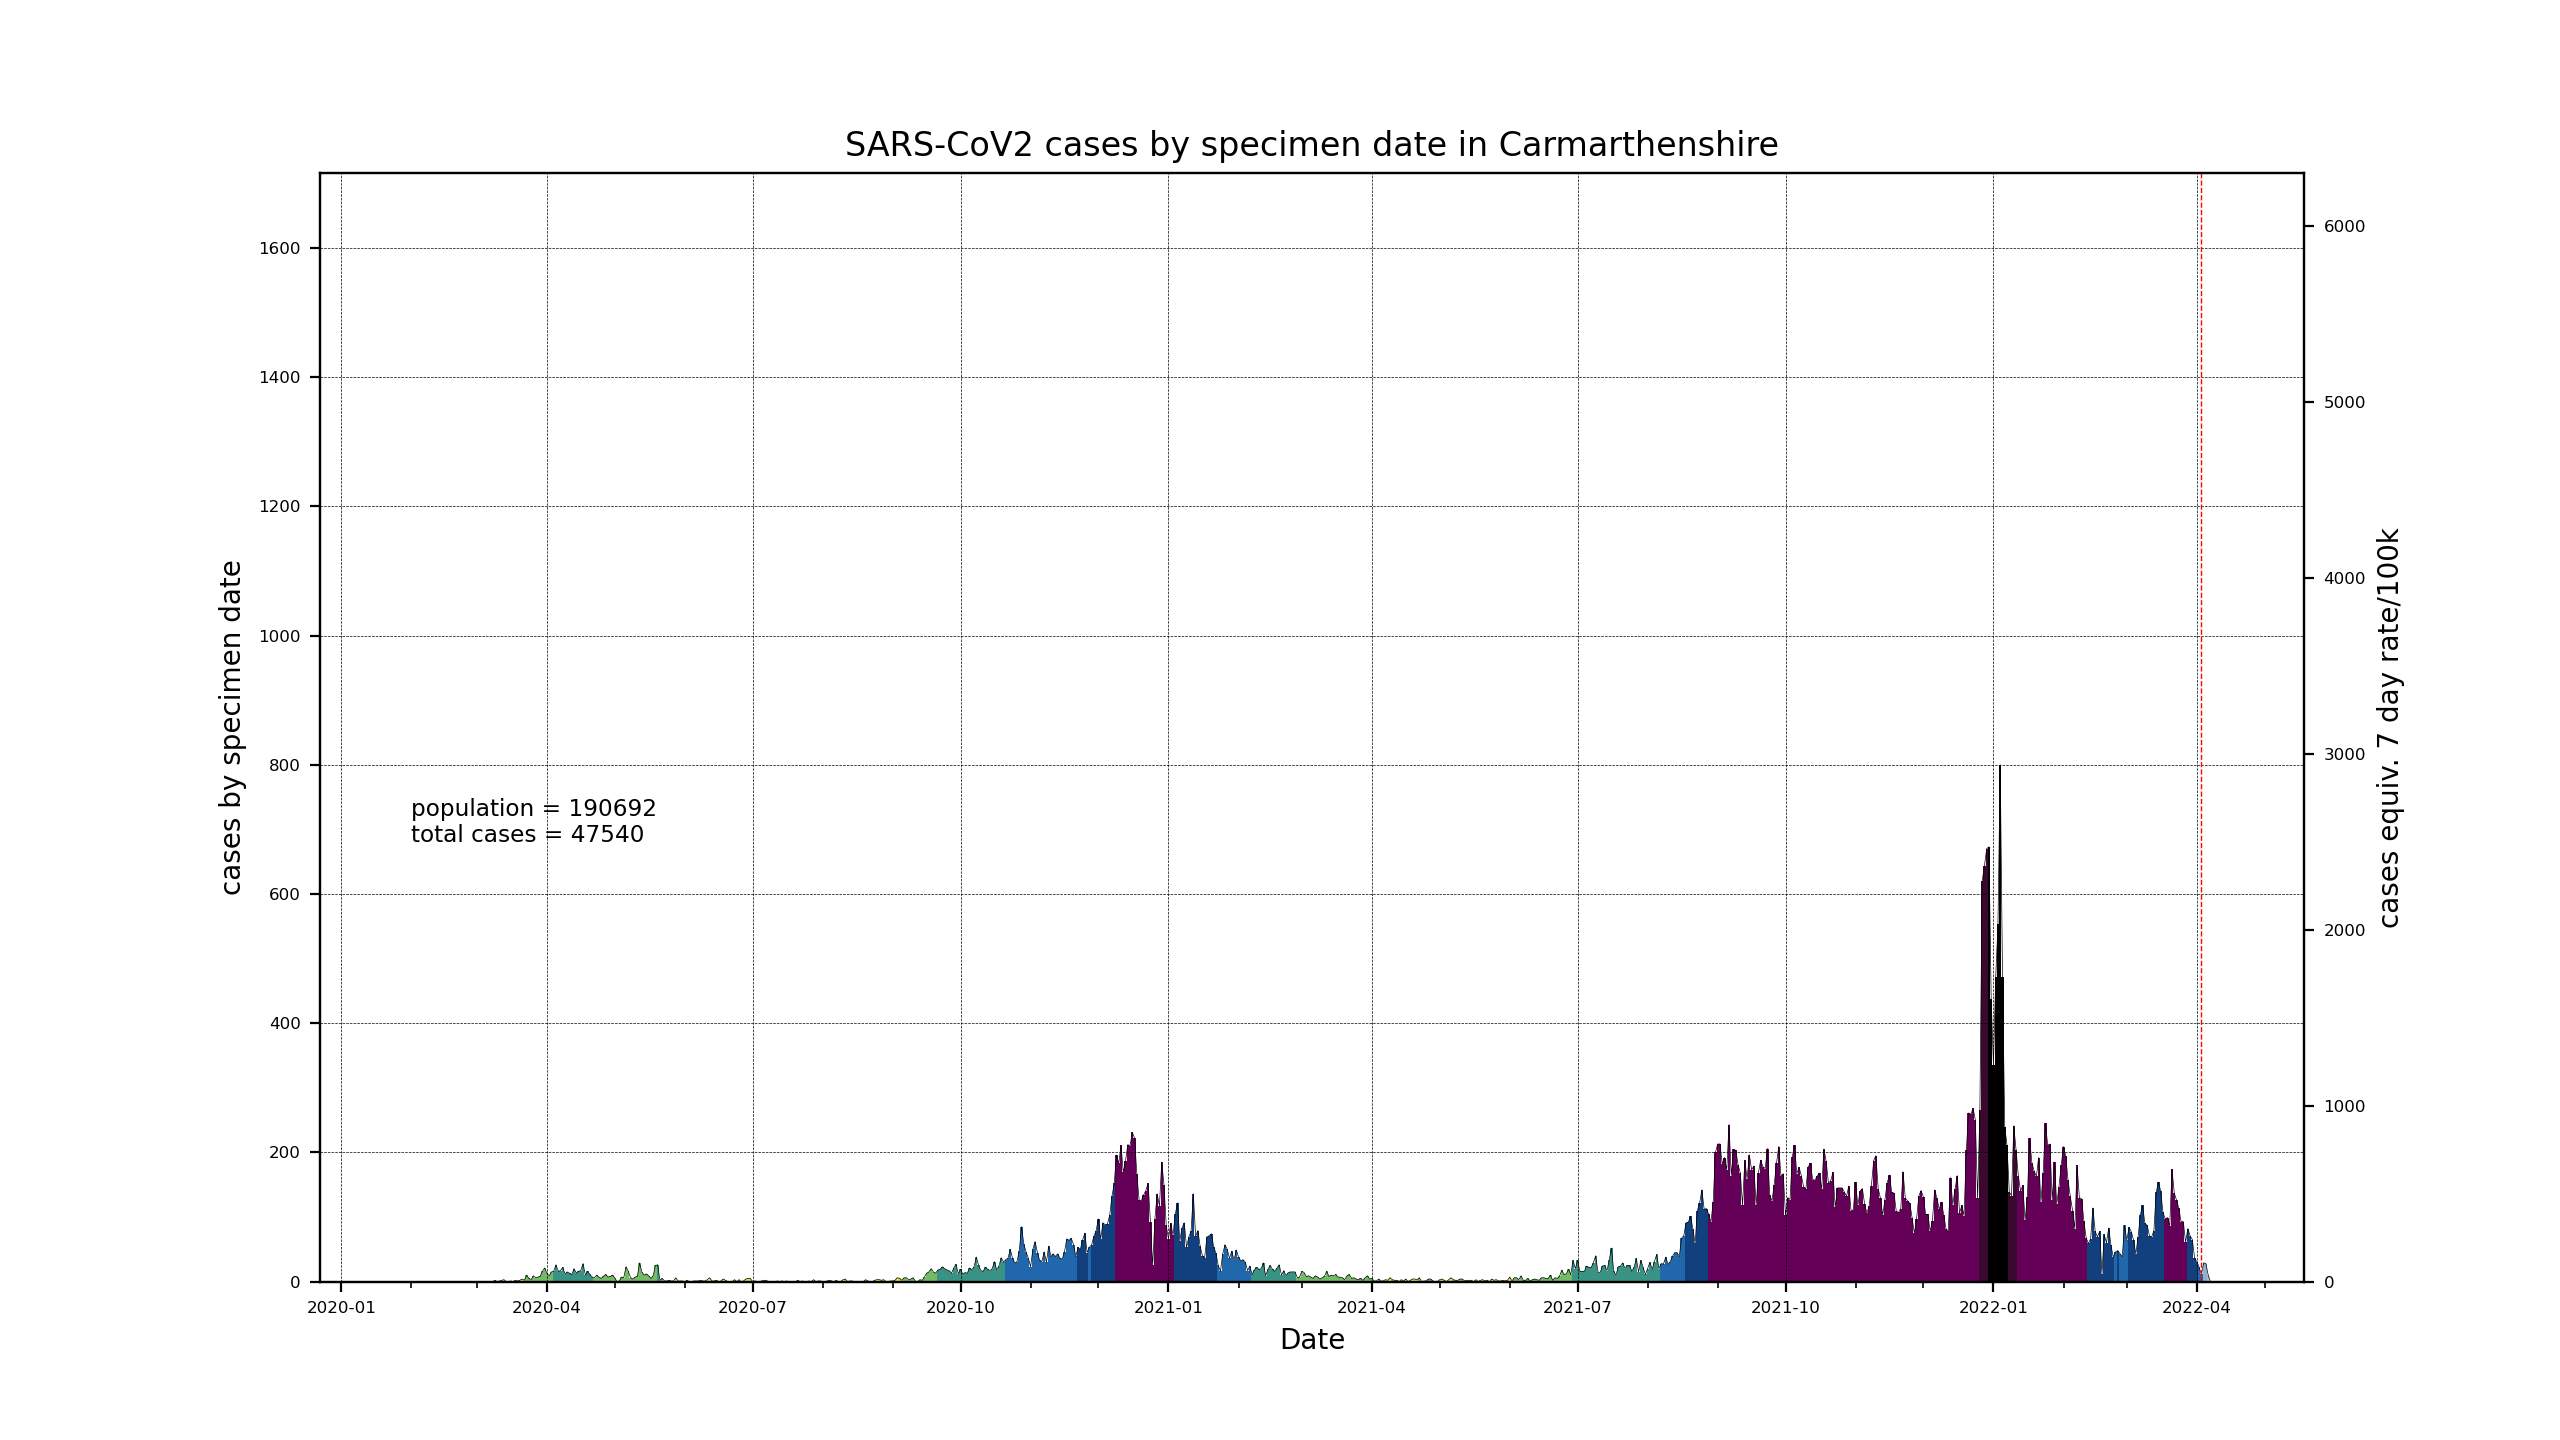 SARS-CoV2 cases by specimen date in Carmarthenshire
cases by specimen date
1600
1400
1200
1000
800
600
400
200
0
population = 190692
total cases = 47540
6000
5000
4000
3000
2000
1000
0
cases equiv. 7 day rate/100k
2020-01 2020-04 2020-07 2020-10 2021-01 2021-04 2021-07 2021-10 2022-01 2022-04
Date